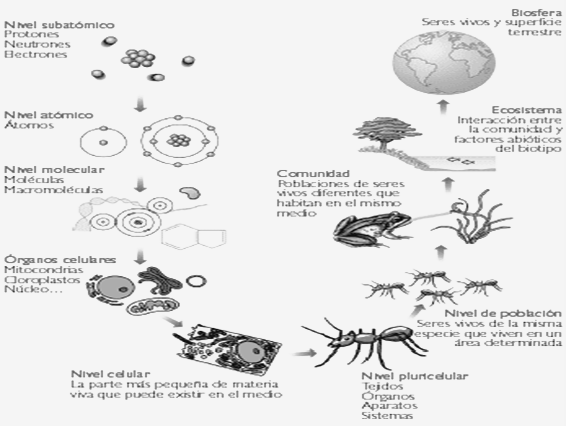 Nivel subatómico
Protones
Neutrones
Electrones
Nivel atómico
Átomos
Nivel molecular
Moléculas
Macromoléculas
Órganos celulares
Mitocondrias
Cloroplastos
Núcleo...
Nivel celular
La parte más pequeña de materia
viva que puede existir en el medio
Nivel pluricelular
Tejidos
Órganos
Aparatos
Sistemas
Nivel de población
Seres vivos de la misma
especie que viven en un
área determinada
Comunidad
Poblaciones de seres
vivos diferentes que
habitan en el mismo
medio
Ecosistema
Interacción entre
la comunidad y
factores abióticos
del biotipo
Biosfera
Seres vivos y superficie
terrestre